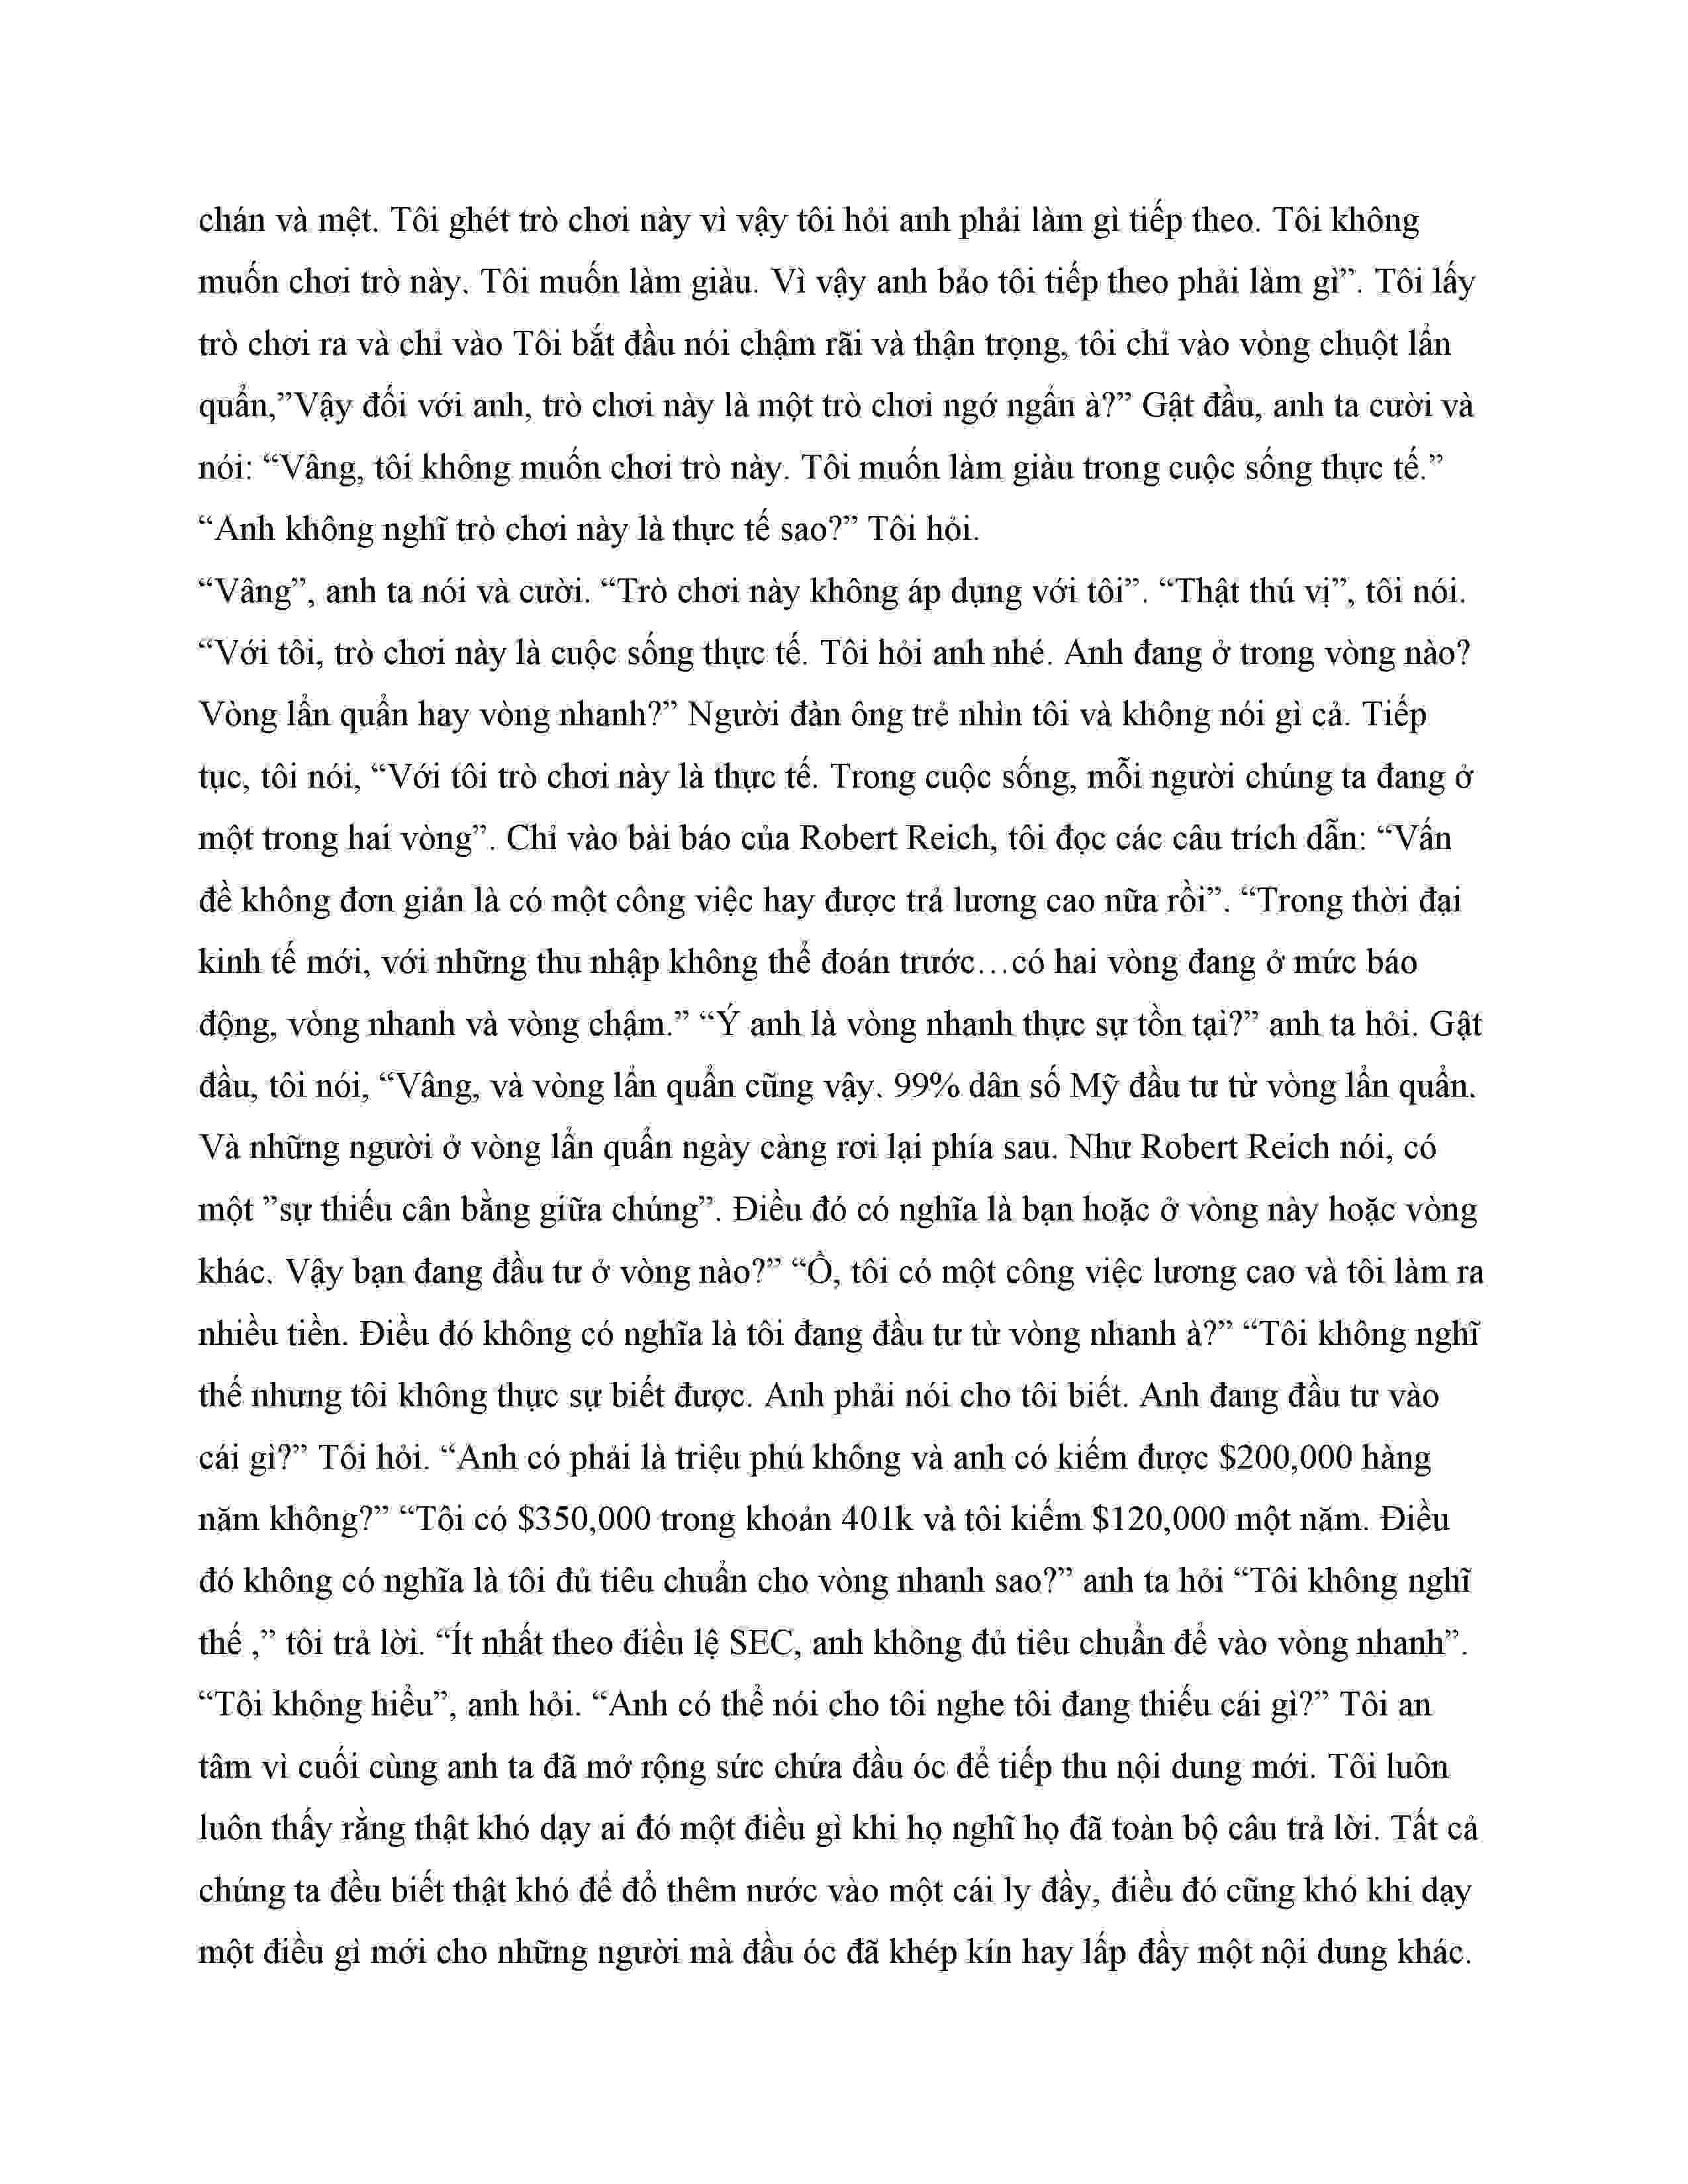 chán và mệt. Tôi ghét trò chơi này vì vậy tôi hỏi anh phải làm gì tiếp theo. Tôi không
muốn chơi trò này. Tôi muốn làm giàu. Vì vậy anh bảo tôi tiếp theo phải làm gì”. Tôi lấy
trò chơi ra và chỉ vào Tôi bắt đầu nói chậm rãi và thận trọng, tôi chỉ vào vòng chuột lẩn
quẩn,”Vậy đối với anh, trò chơi này là một trò chơi ngớ ngẩn à?” Gật đầu, anh ta cười và
nói: “Vâng, tôi không muốn chơi trò này. Tôi muốn làm giàu trong cuộc sống thực tế.”
“Anh không nghĩ trò chơi này là thực tế sao?” Tôi hỏi.
“Vâng”, anh ta nói và cười. “Trò chơi này không áp dụng với tôi”. “Thật thú vị”, tôi nói.
“Với tôi, trò chơi này là cuộc sống thực tế. Tôi hỏi anh nhé. Anh đang ở trong vòng nào?
Vòng lẩn quẩn hay vòng nhanh?” Người đàn ông trẻ nhìn tôi và không nói gì cả. Tiếp
tục, tôi nói, “Với tôi trò chơi này là thực tế. Trong cuộc sống, mỗi người chúng ta đang ở
một trong hai vòng”. Chỉ vào bài báo của Robert Reich, tôi đọc các câu trích dẫn: “Vấn
đề không đơn giản là có một công việc hay được trả lương cao nữa rồi”. “Trong thời đại
kinh tế mới, với những thu nhập không thể đoán trước…có hai vòng đang ở mức báo
động, vòng nhanh và vòng chậm.” “Ý anh là vòng nhanh thực sự tồn tại?” anh ta hỏi. Gật
đầu, tôi nói, “Vâng, và vòng lẩn quẩn cũng vậy. 99% dân số Mỹ đầu tư từ vòng lẩn quẩn.
Và những người ở vòng lẩn quẩn ngày càng rơi lại phía sau. Như Robert Reich nói, có
một ”sự thiếu cân bằng giữa chúng”. Điều đó có nghĩa là bạn hoặc ở vòng này hoặc vòng
khác. Vậy bạn đang đầu tư ở vòng nào?” “Ồ, tôi có một công việc lương cao và tôi làm ra
nhiều tiền. Điều đó không có nghĩa là tôi đang đầu tư từ vòng nhanh à?” “Tôi không nghĩ
thế nhưng tôi không thực sự biết được. Anh phải nói cho tôi biết. Anh đang đầu tư vào
cái gì?” Tôi hỏi. “Anh có phải là triệu phú không và anh có kiếm được $200,000 hàng
năm không?” “Tôi có $350,000 trong khoản 401k và tôi kiếm $120,000 một năm. Điều
đó không có nghĩa là tôi đủ tiêu chuẩn cho vòng nhanh sao?” anh ta hỏi “Tôi không nghĩ
thế ,” tôi trả lời. “Ít nhất theo điều lệ SEC, anh không đủ tiêu chuẩn để vào vòng nhanh”.
“Tôi không hiểu”, anh hỏi. “Anh có thể nói cho tôi nghe tôi đang thiếu cái gì?” Tôi an
tâm vì cuối cùng anh ta đã mở rộng sức chứa đầu óc để tiếp thu nội dung mới. Tôi luôn
luôn thấy rằng thật khó dạy ai đó một điều gì khi họ nghĩ họ đã toàn bộ câu trả lời. Tất cả
chúng ta đều biết thật khó để đổ thêm nước vào một cái ly đầy, điều đó cũng khó khi dạy
một điều gì mới cho những người mà đầu óc đã khép kín hay lấp đầy một nội dung khác.